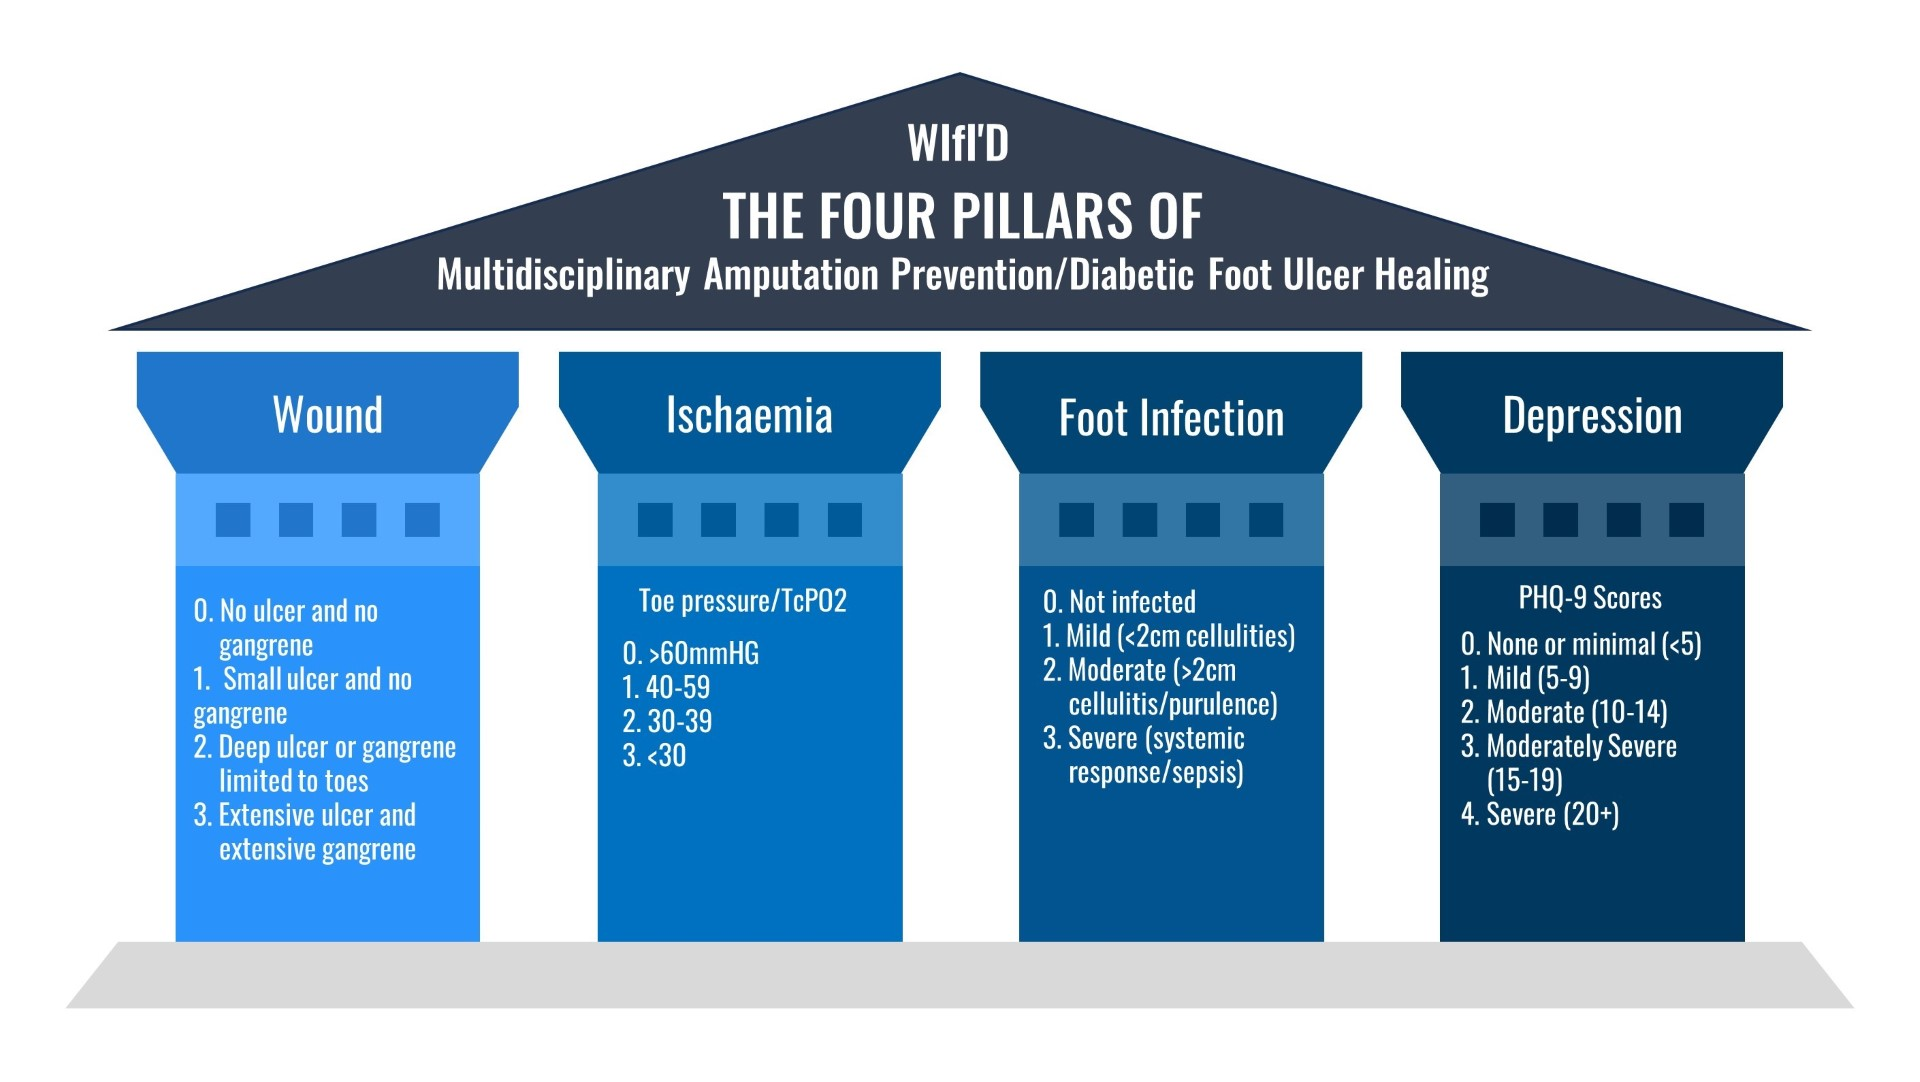 WIfI'D
THE FOUR PILLARS OF
Multidisciplinary Amputation Prevention/Diabetic Foot Ulcer Healing
Wound
0. No ulcer and no
gangrene
1. Small ulcer and no
gangrene
2. Deep ulcer or gangrene
limited to toes
3. Extensive ulcer and
extensive gangrene
Ischaemia
Toe pressure/TcPO2
0. >60mmHG
1. 40-59
2. 30-39
3. <30
Foot Infection
0. Not infected
1. Mild (<2cm cellulities)
2. Moderate (>2cm
cellulitis/purulence)
3. Severe (systemic
response/sepsis)
Depression
PHQ-9 Scores
0. None or minimal (<5)
1. Mild (5-9)
2. Moderate (10-14)
3. Moderately Severe
(15-19)
4. Severe (20+)